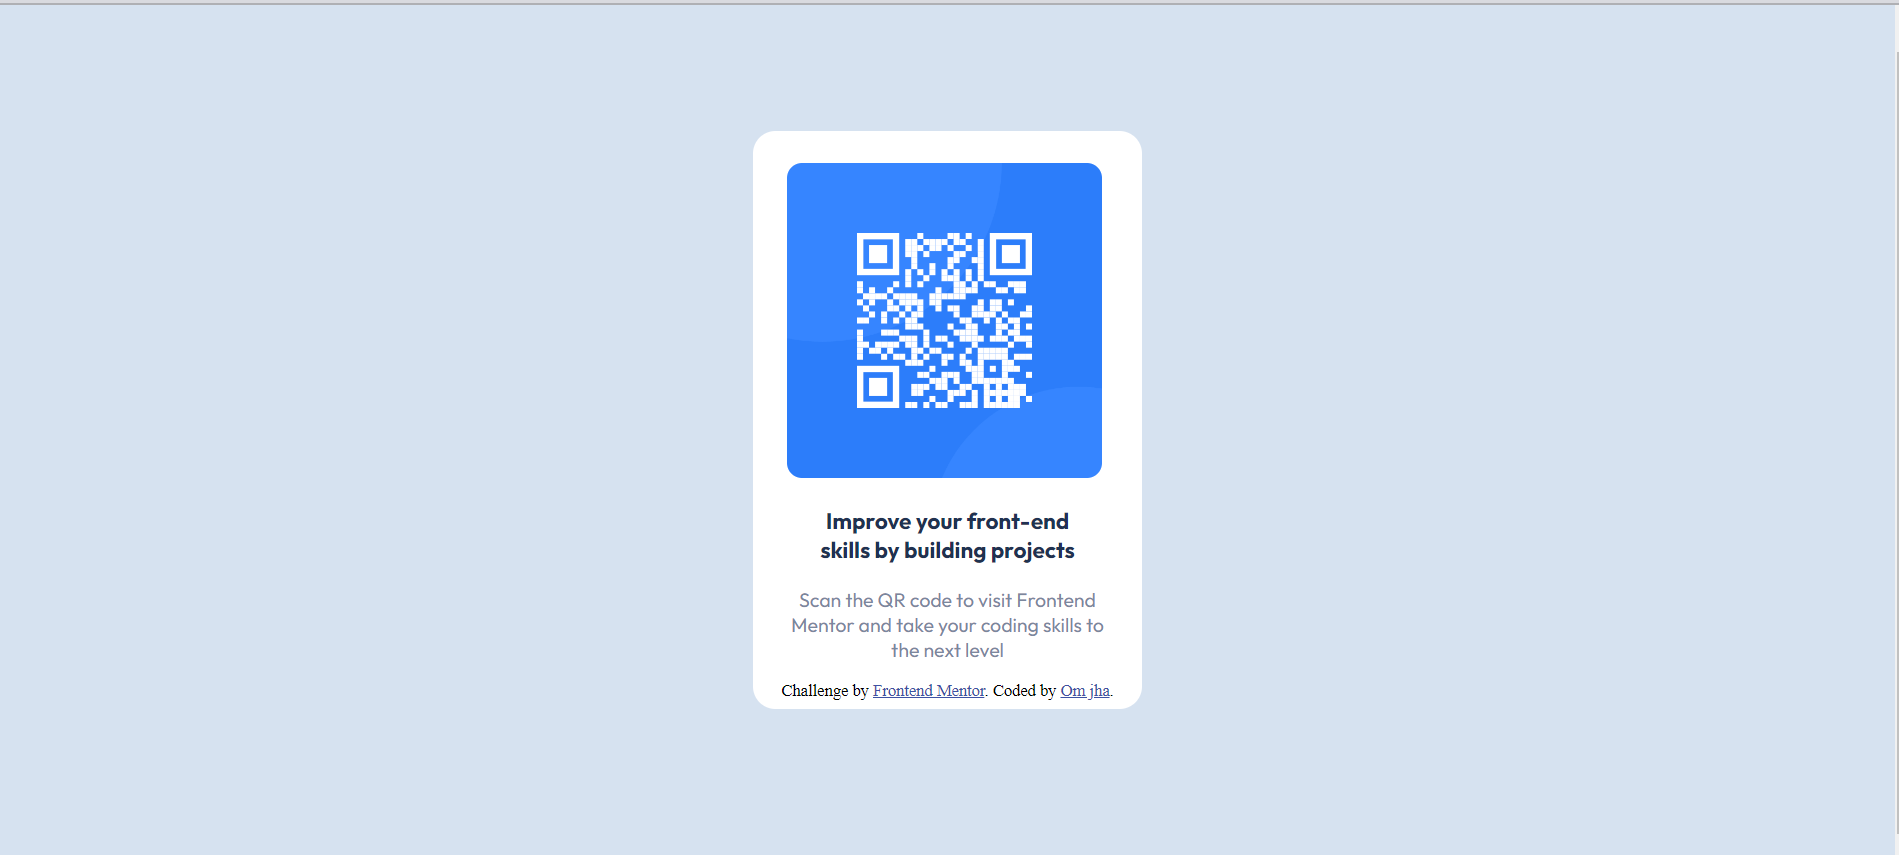 Improve your front-end
skills by building projects
Scan the QR code to visit Frontend
Mentor and take your coding skills to
the next level
Challenge by Frontend Mentor. Coded by Om jha.